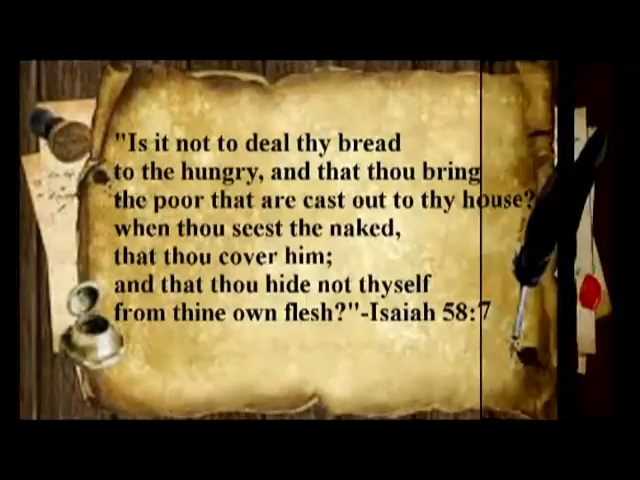 "Is it not to deal thy bread
to the hungry, and that thou bring
the poor that are cast out to thy house?
when thou seest the naked,
that thou cover him;
and that thou hide not thyself
from thine own flesh?"-Isaiah 58:7